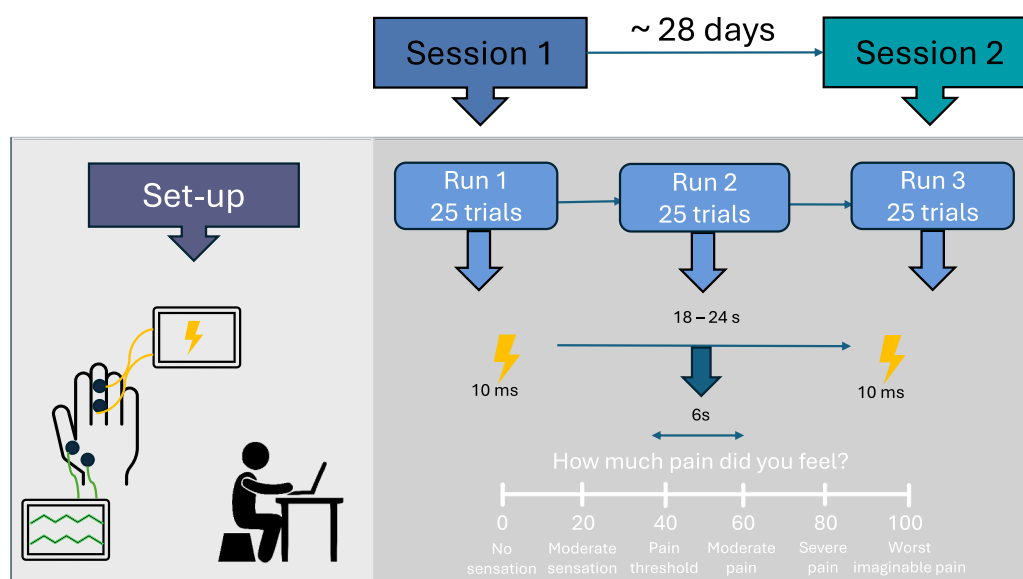 Session 1
~ 28 days
Session 2
Set-up
Run 1
25 trials
Run 2
25 trials
Run 3
25 trials
18 – 24 s
10 ms
10 ms
6s
How much pain did you feel?
0 20 40 60 80 100
No
sensation
Moderate
sensation
Pain
threshold
Moderate
pain
Severe
pain
Worst
imaginable pain